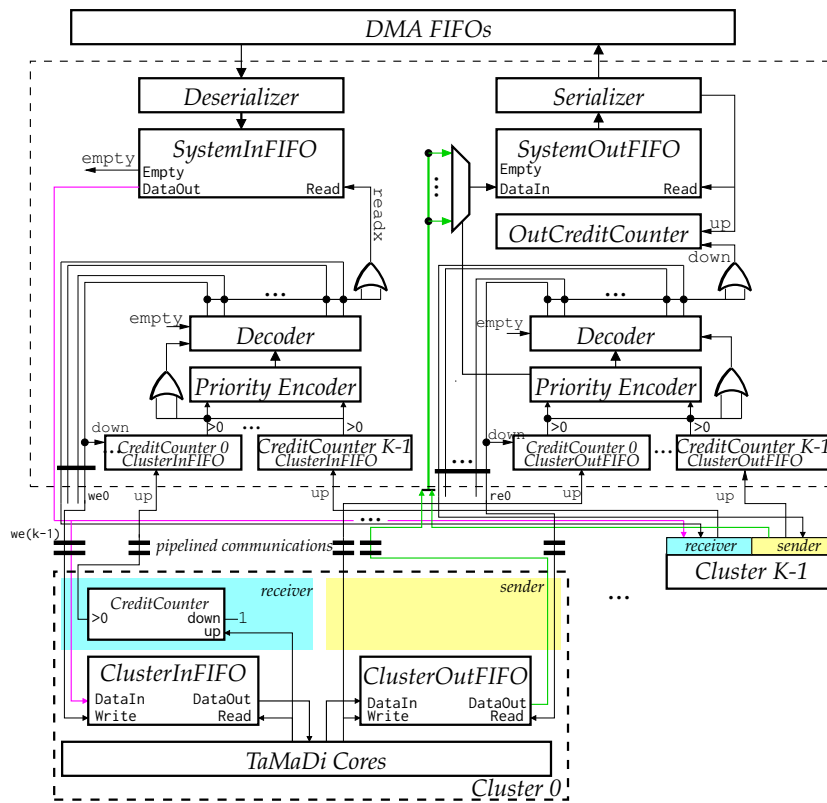 DMA FIFOs
Deserializer
Serializer
SystemInFIFO
SystemOutFIFO
empty
Empty
DataOut
Read
Empty
DataIn
Read
readx
up
OutCreditCounter
down
...
...
empty
Decoder
empty
Decoder
Priority Encoder
Priority Encoder
>0
...
>0
>0
>0
down
CreditCounter 0
ClusterInFIFO
...
CreditCounter K-1
ClusterInFIFO
down
...
CreditCounter 0
ClusterOutFIFO
...
CreditCounter K-1
ClusterOutFIFO
we0
up
up
re0
up
up
we(k-1)
...
pipelined communications
receiver
sender
Cluster K-1
receiver
sender
CreditCounter
>0
down
1
up
...
ClusterInFIFO
ClusterOutFIFO
DataIn
DataOut
Write
Read
DataIn
DataOut
Write
Read
TaMaDi Cores
Cluster 0